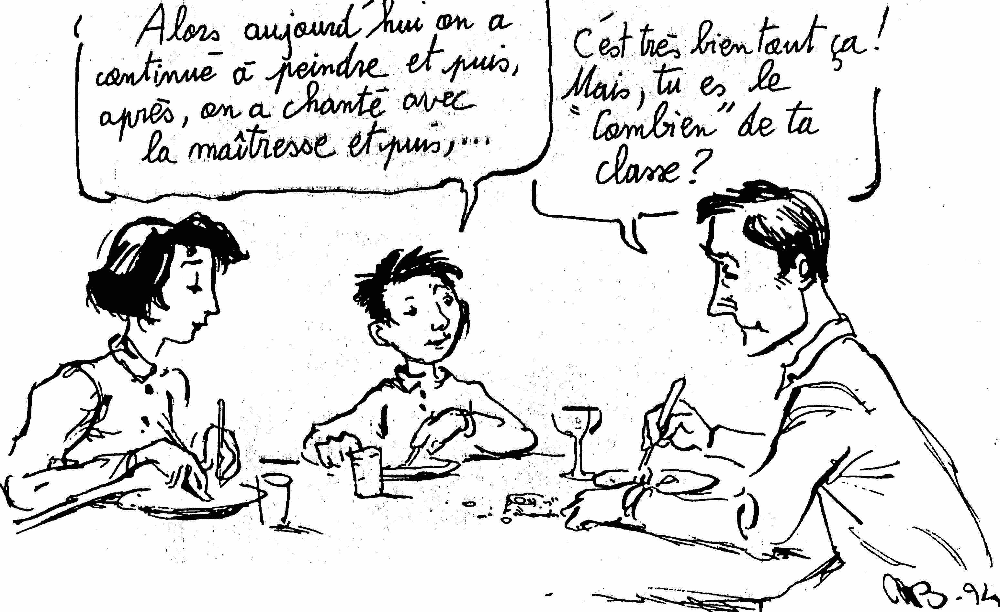 Alors aujourd'hui on a
continué à peindre et puis,
après, on a chanté avec
la maîtresse et puis,...
C'est très bien tout ça!
Mais, tu es le
"Combien" de ta
classe?